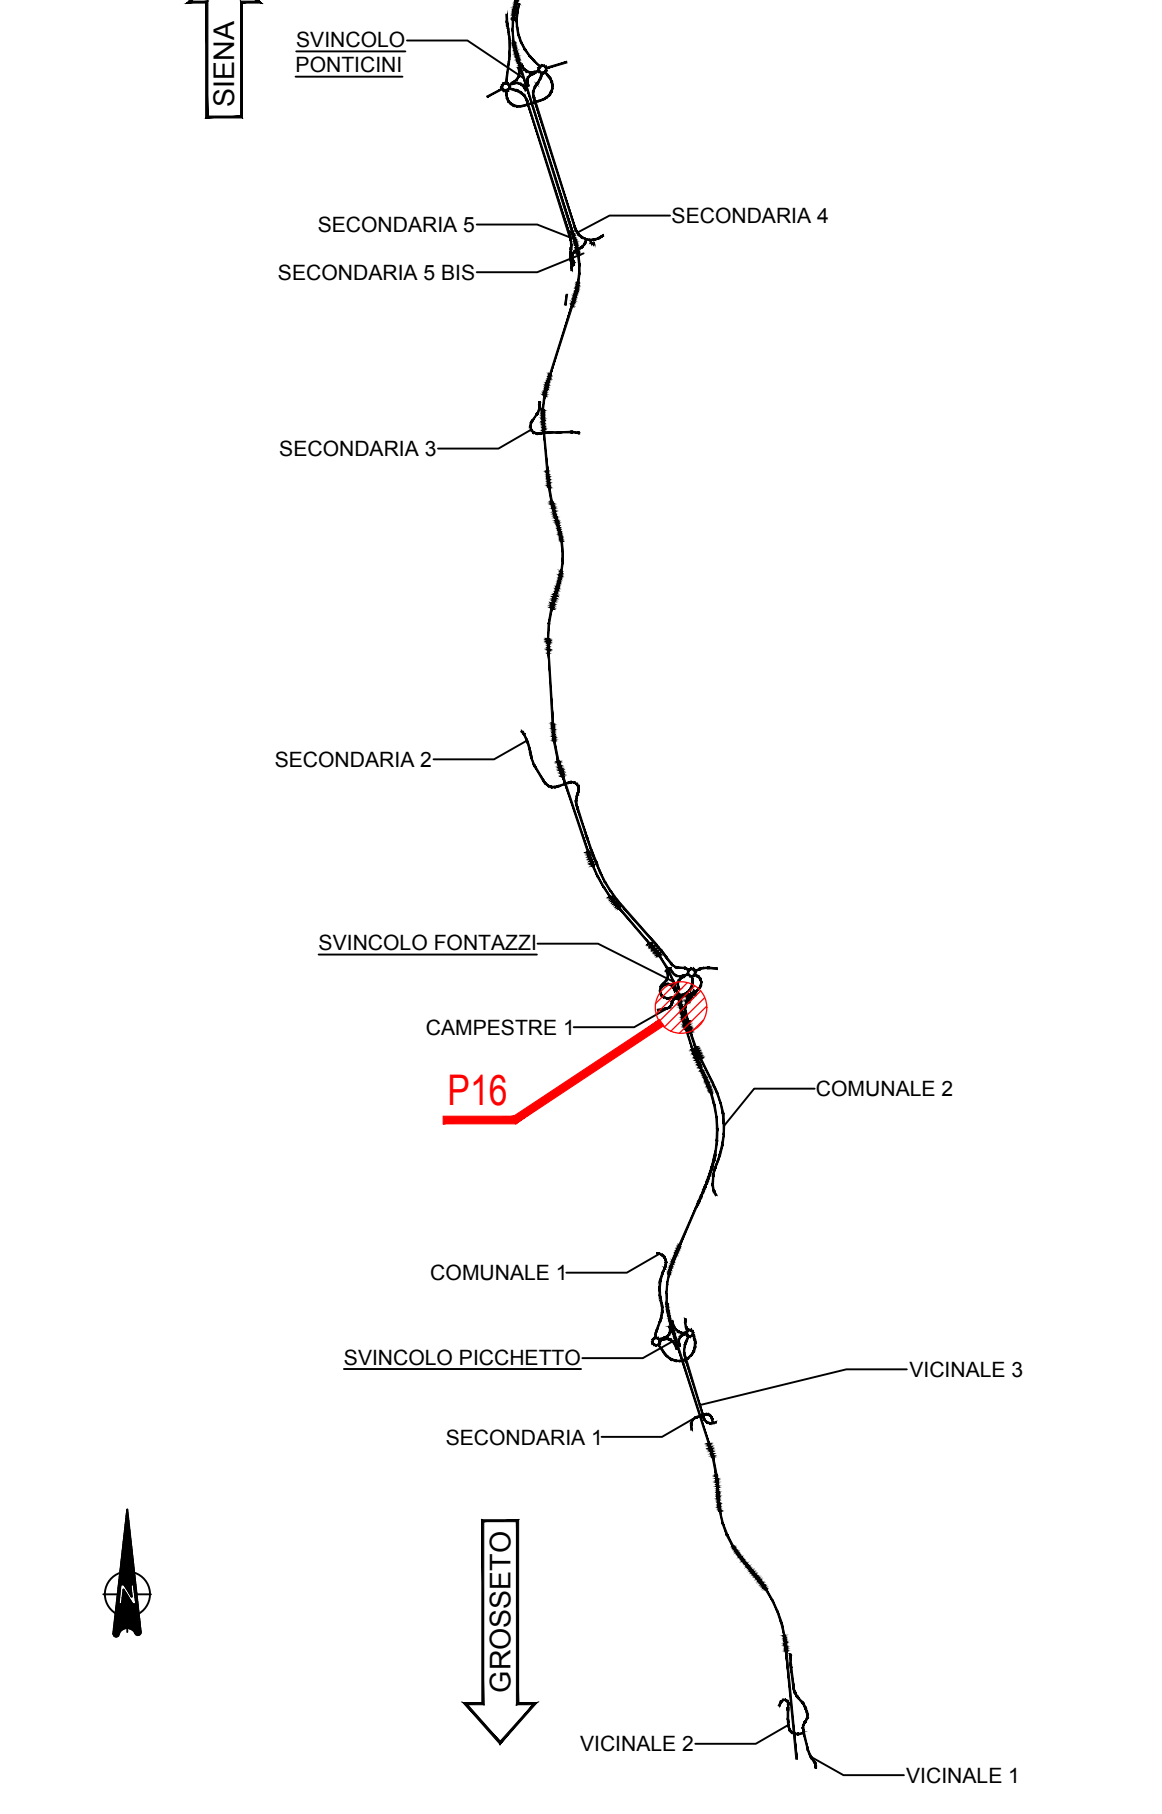 SIENA
SVINCOLO
PONTICINI
SECONDARIA 4
SECONDARIA 5
SECONDARIA 5 BIS
SECONDARIA 3
SECONDARIA 2
SVINCOLO FONTAZZI
CAMPESTRE 1
P16
COMUNALE 2
COMUNALE 1
SVINCOLO PICCHETTO
VICINALE 3
SECONDARIA 1
N
GROSSETO
VICINALE 2
VICINALE 1